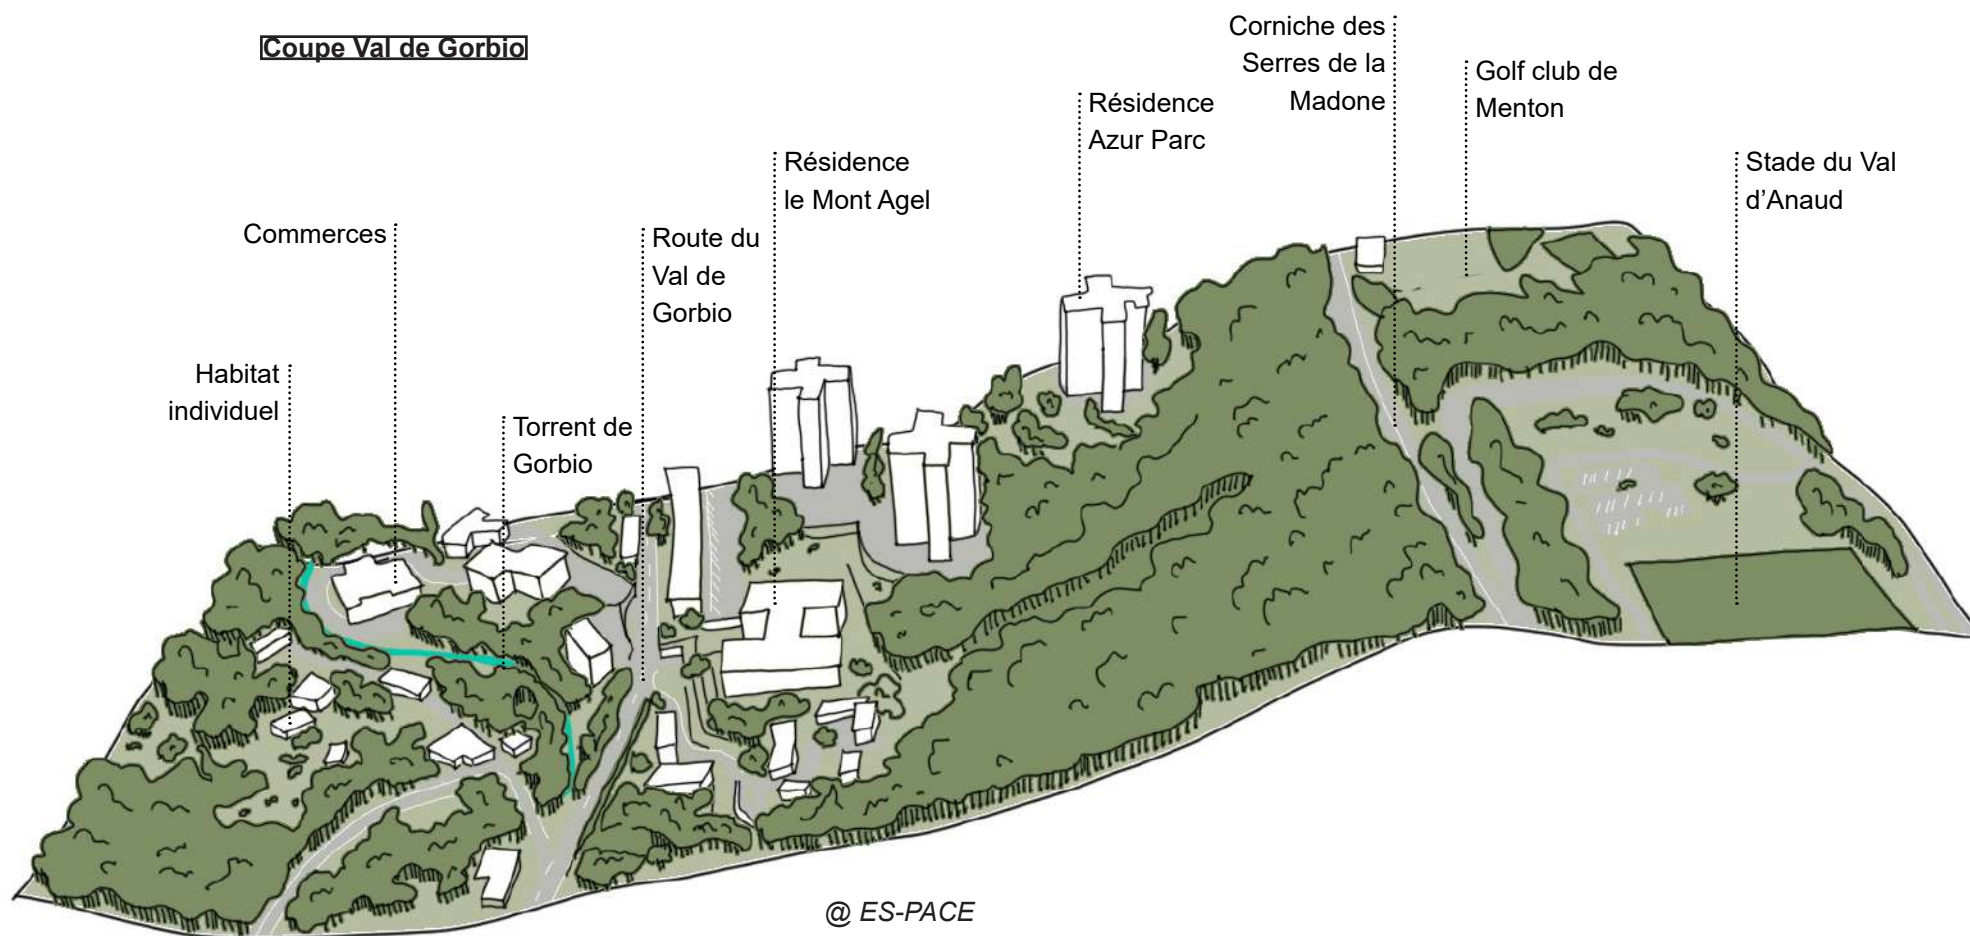 Coupe Val de Gorbio
Corniche des
Serres de la
Madone
Golf club de
Menton
Résidence
Azur Parc
Résidence
le Mont Agel
Stade du Val
d’Anaud
Commerces
Route du
Val de
Gorbio
Habitat
individuel
Torrent de
Gorbio
@ ES-PACE